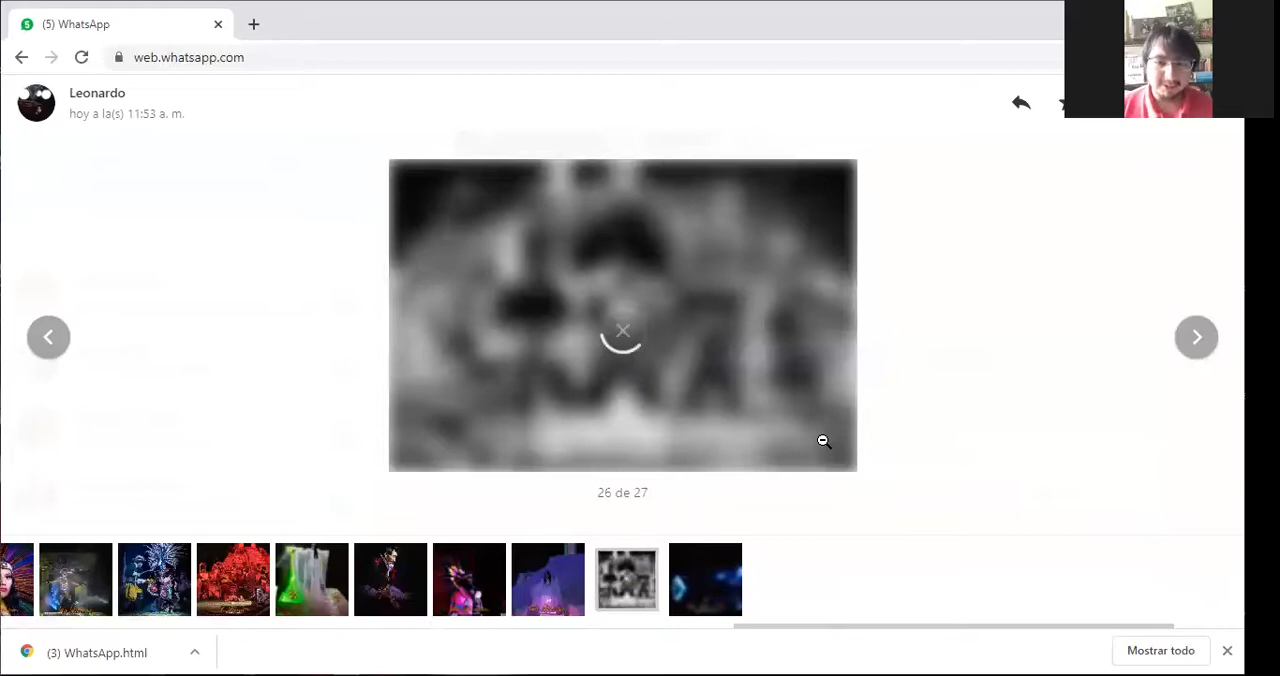 (5) WhatsApp
web.whatsapp.com
Leonardo
hoy a la(s) 11:53 a. m.
26 de 27
(3) WhatsApp.html
Mostrar todo